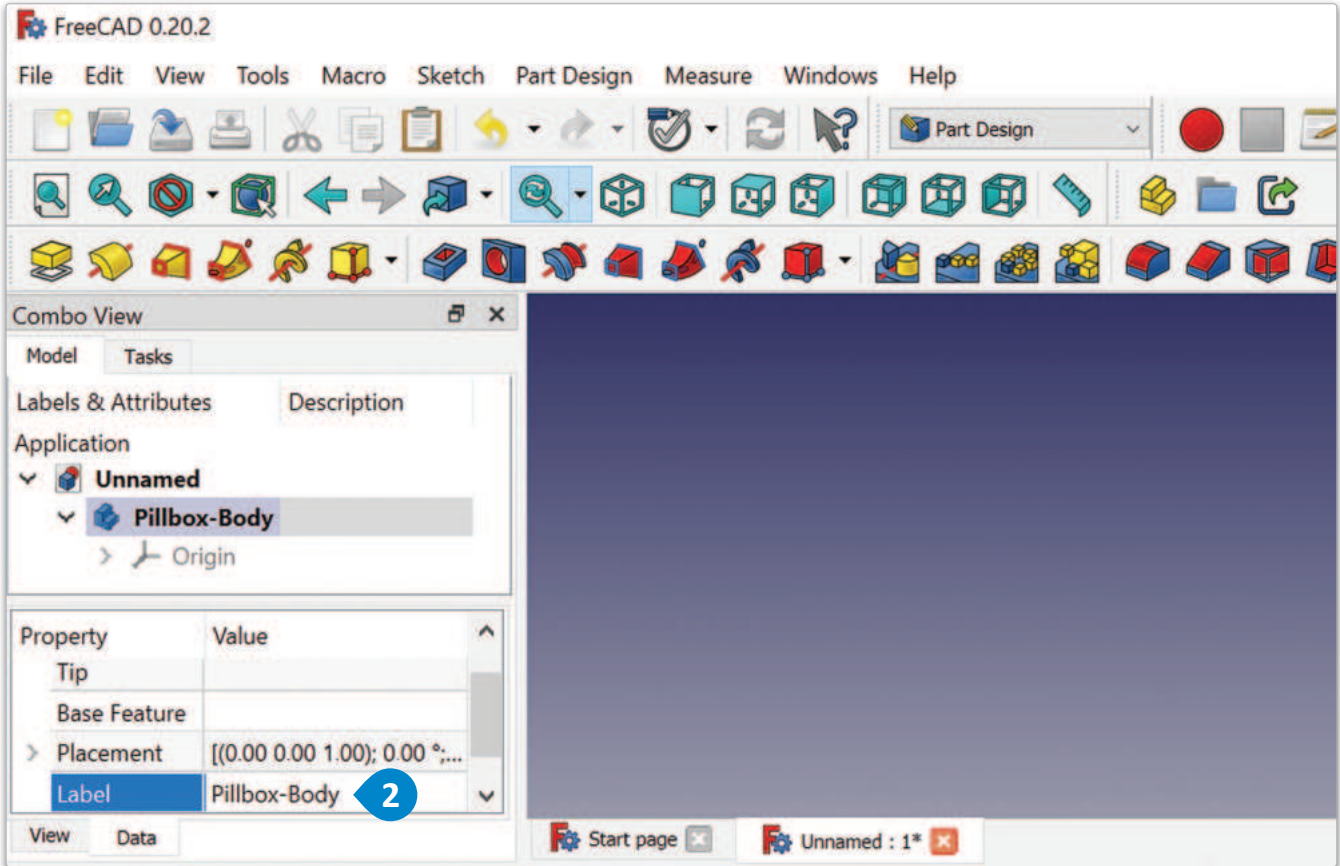 FreeCAD 0.20.2
File Edit View Tools Macro Sketch Part Design Measure Windows Help
Part Design
Combo View
Model Tasks
Labels & Attributes Description
Application
Unnamed
Pillbox-Body
Origin
Property Value
Tip
Base Feature
Placement [(0.00 0.00 1.00); 0.00 °;...
Label Pillbox-Body 2
View Data
Start page Unnamed : 1*